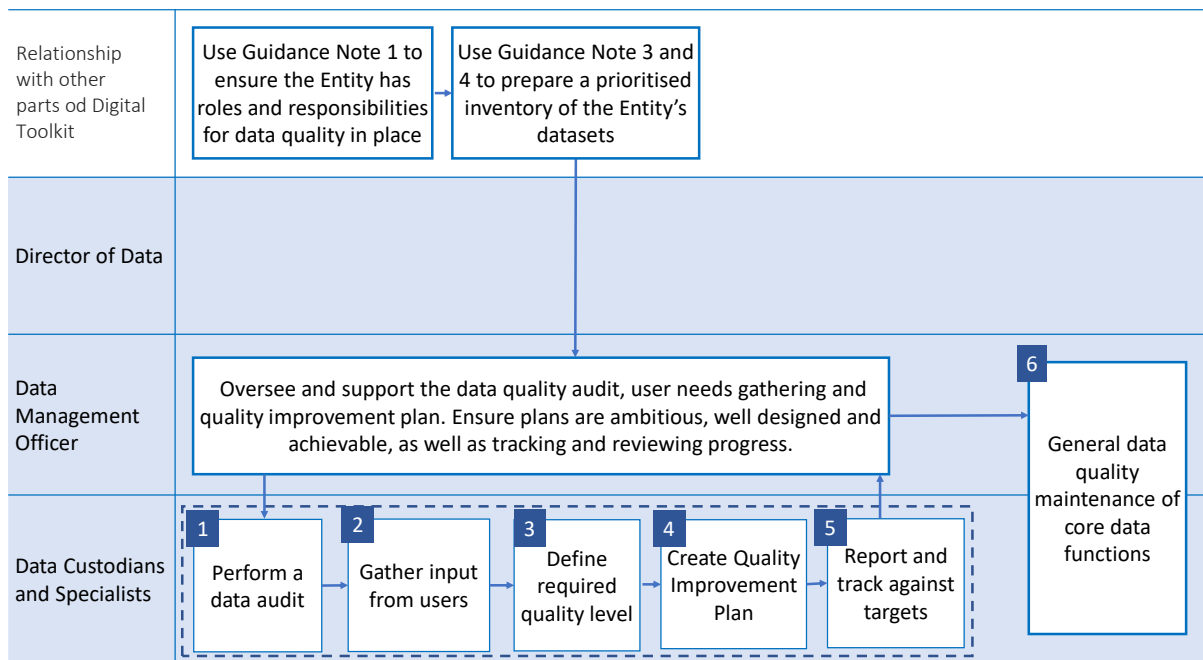 Relationship
with other
parts od Digital
Toolkit
Use Guidance Note 1 to
ensure the Entity has
roles and responsibilities
for data quality in place
Use Guidance Note 3 and
4 to prepare a prioritised
inventory of the Entity's
datasets
Director of Data
Data
Management
Officer
Oversee and support the data quality audit, user needs gathering and
quality improvement plan. Ensure plans are ambitious, well designed and
achievable, as well as tracking and reviewing progress.
6
General data
quality
maintenance of
core data
functions
Data Custodians
and Specialists
1
Perform a
data audit
2
Gather input
from users
3
Define
required
quality level
4
Create Quality
Improvement
Plan
5
Report and
track against
targets